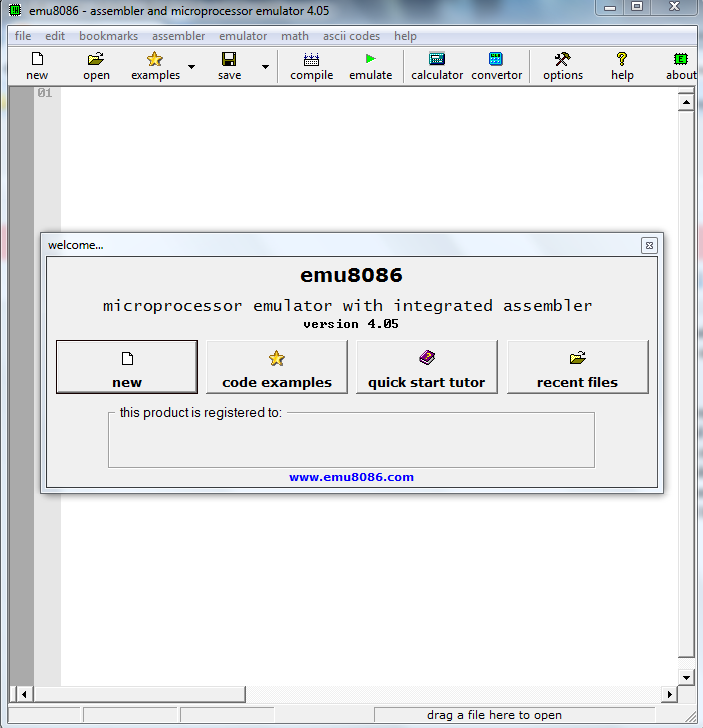 emu8086 - assembler and microprocessor emulator 4.05
file edit bookmarks assembler emulator math ascii codes help
new open examples save compile emulate calculator convertor options help about
01
welcome...
emu8086
microprocessor emulator with integrated assembler
version 4.05
new code examples quick start tutor recent files
this product is registered to:
www.emu8086.com
drag a file here to open